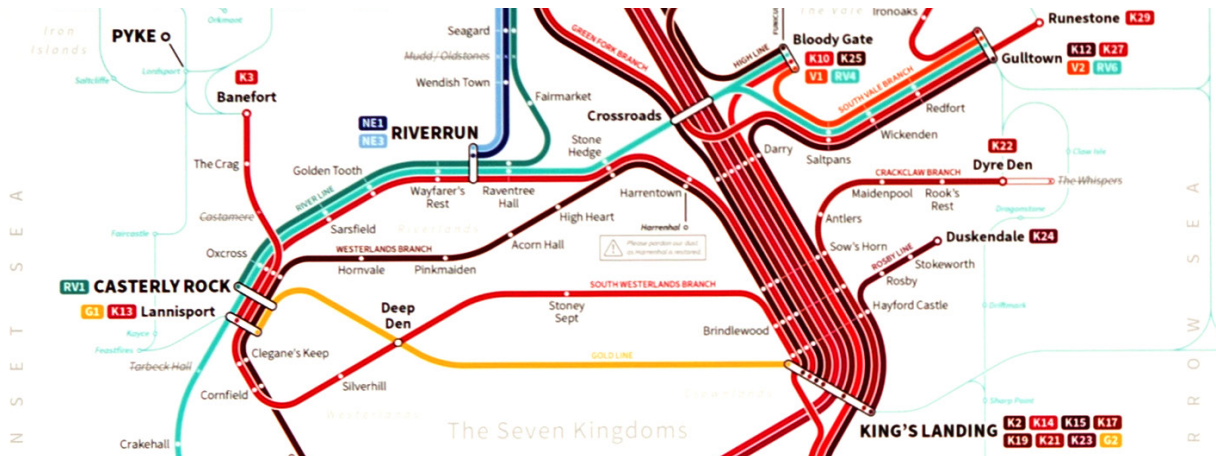 Iron
Islands
PYKE
Orkmont
Lordsport
Saltcliffe
K3
Banefort
The Crag
Castamere
Faircastle
Oxcross
RV1 CASTERLY ROCK
G1 K13 Lannisport
Kayce
Feastfires
Tarbeck Hall
Crakehall
Cornfield
Clegane's Keep
Silverhill
Westerlands
Deep
Den
GOLD LINE
SOUTH WESTERLANDS BRANCH
Stoney
Sept
WESTERLANDS BRANCH
Hornvale
Pinkmaiden
Acorn Hall
High Heart
Riverlands
RIVER LINE
Golden Tooth
Sarsfield
Wayfarer's
Rest
Raventree
Hall
NE1
NE3
RIVERRUN
Seagard
Mudd / Oldstones
Wendish Town
Fairmarket
Stone
Hedge
Crossroads
GREEN FORK BRANCH
Harrentown
Harrenhal
Please pardon our dust
as Harrenhal is restored.
HIGH LINE
The Vale
Bloody Gate
K10 K25
V1 RV4
SOUTH VALE BRANCH
Ironoaks
Runestone K29
Gulltown
K12 K27
V2 RV6
Redfort
Wickenden
Saltpans
Darry
K22
Dyre Den
CRACKCLAW BRANCH
Maidenpool
Rook's
Rest
The Whispers
Claw Isle
Dragonstone
Antlers
Sow's Horn
Duskendale K24
ROSBY LINE
Stokeworth
Rosby
Hayford Castle
Driftmark
Brindlewood
Crownlands
Sharp Point
KING'S LANDING
K2 K14 K15 K17
K19 K21 K23 G2
The Seven Kingdoms
NSET SEA
RROW SEA